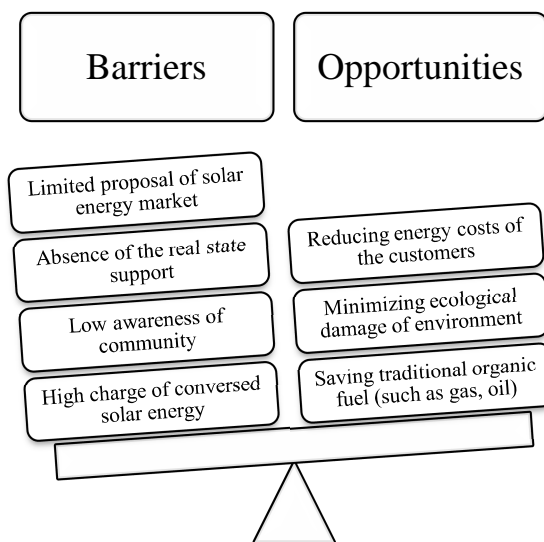 Barriers
Opportunities
Limited proposal of solar
energy market
Absence of the real state
support
Low awareness of
community
High charge of conversed
solar energy
Reducing energy costs of
the customers
Minimizing ecological
damage of environment
Saving traditional organic
fuel (such as gas, oil)